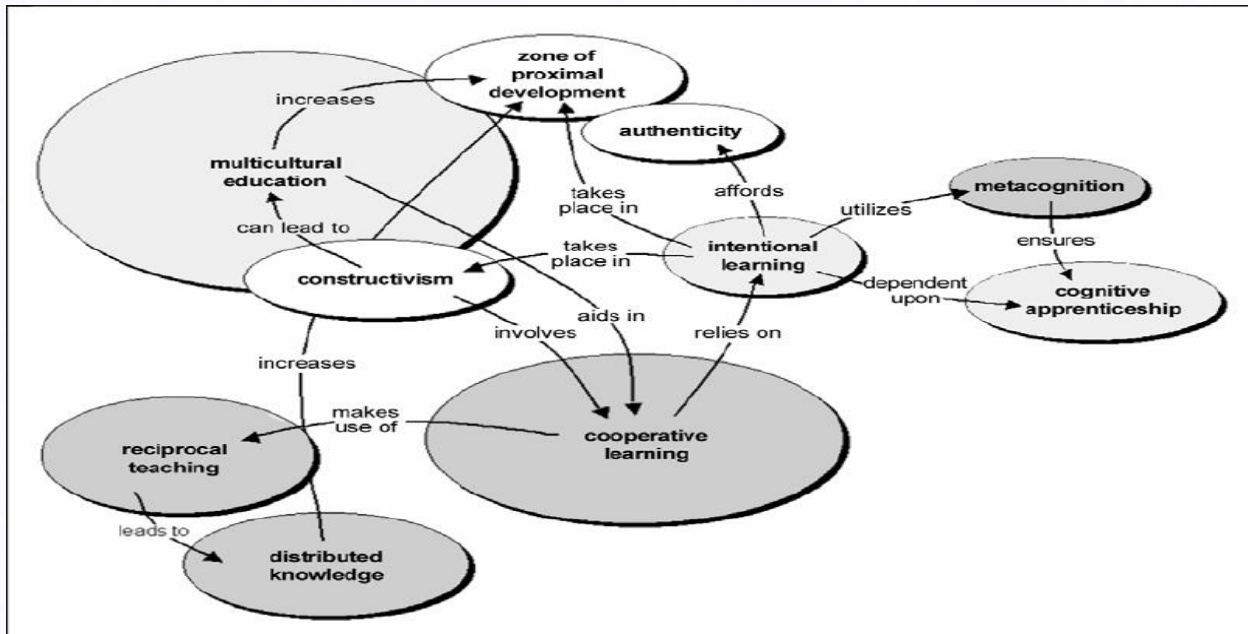 zone of
proximal
development
increases
authenticity
multicultural
education
takes
place in
affords
metacognition
utilizes
can lead to
takes
place in
intentional
learning
ensures
constructivism
dependent
upon
cognitive
apprenticeship
involves
aids in
relies on
increases
makes
use of
cooperative
learning
reciprocal
teaching
leads to
distributed
knowledge